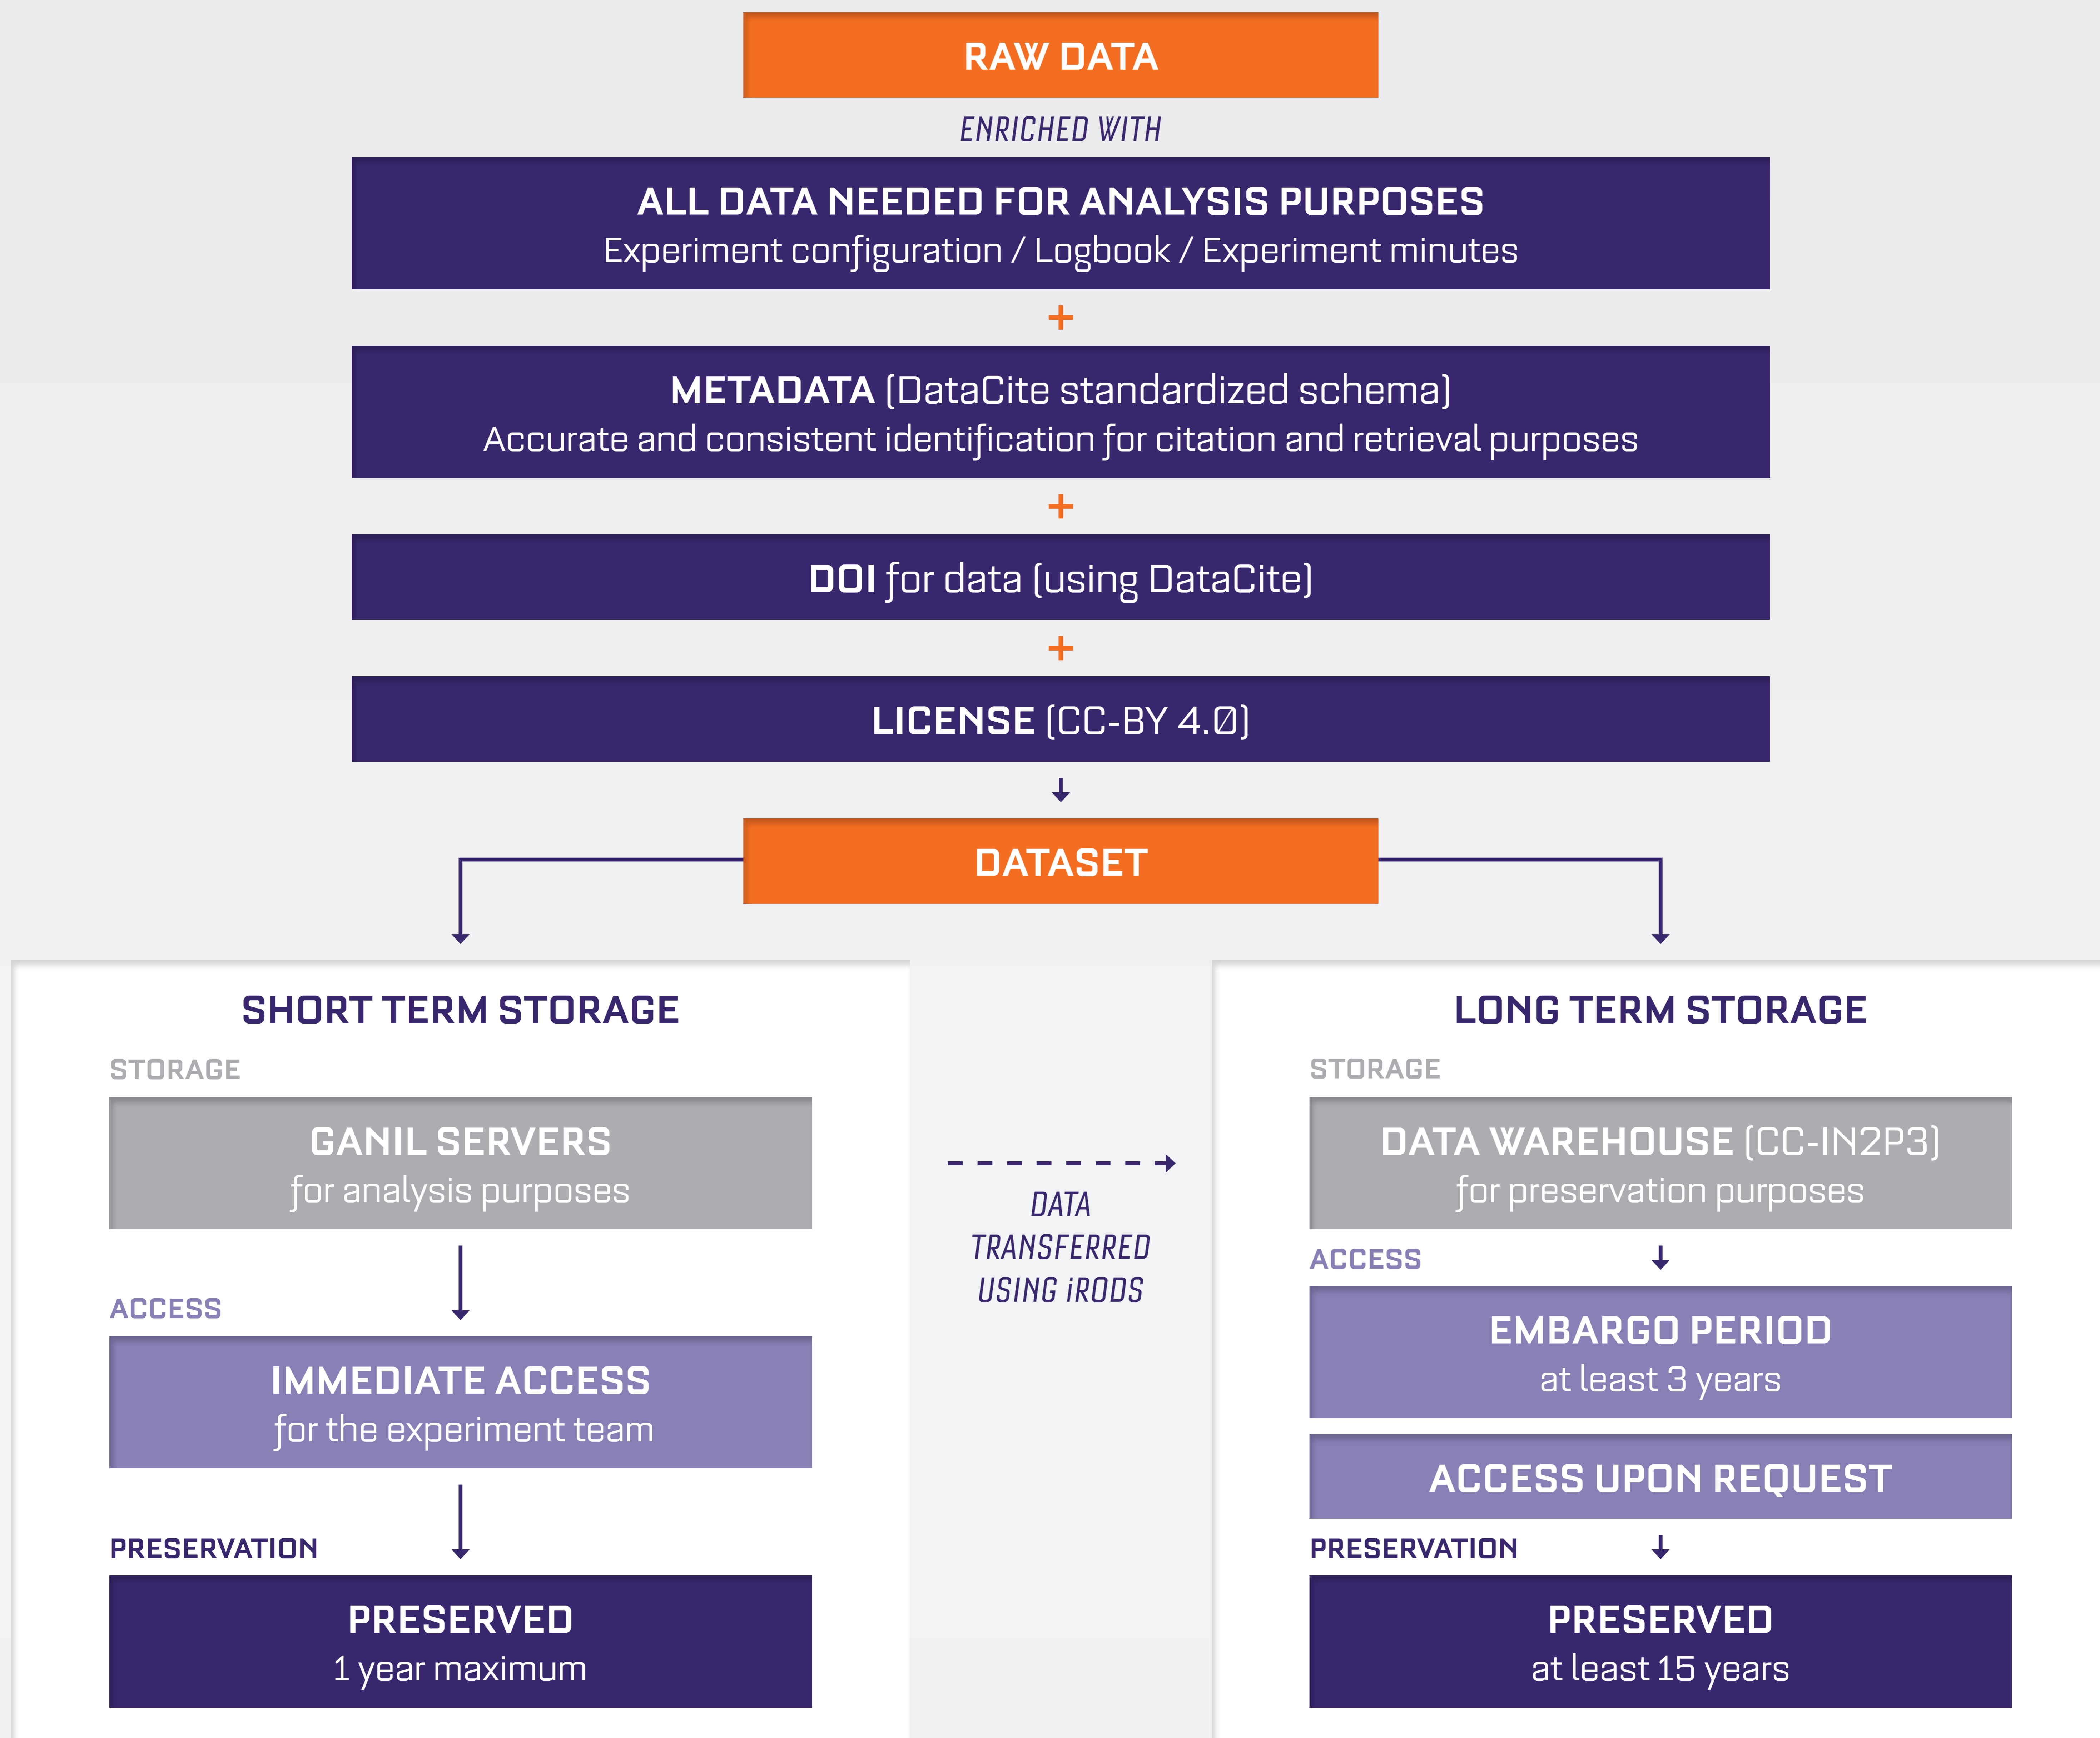 RAW DATA
ENRICHED WITH
ALL DATA NEEDED FOR ANALYSIS PURPOSES
Experiment configuration / Logbook / Experiment minutes
+
METADATA (DataCite standardized schema)
Accurate and consistent identification for citation and retrieval purposes
+
DOI for data (using DataCite)
+
LICENSE (CC-BY 4.0)
DATASET
SHORT TERM STORAGE
STORAGE
GANIL SERVERS
for analysis purposes
ACCESS
IMMEDIATE ACCESS
for the experiment team
PRESERVATION
PRESERVED
1 year maximum
DATA
TRANSFERRED
USING iRODS
LONG TERM STORAGE
STORAGE
DATA WAREHOUSE (CC-IN2P3)
for preservation purposes
ACCESS
EMBARGO PERIOD
at least 3 years
ACCESS UPON REQUEST
PRESERVATION
PRESERVED
at least 15 years